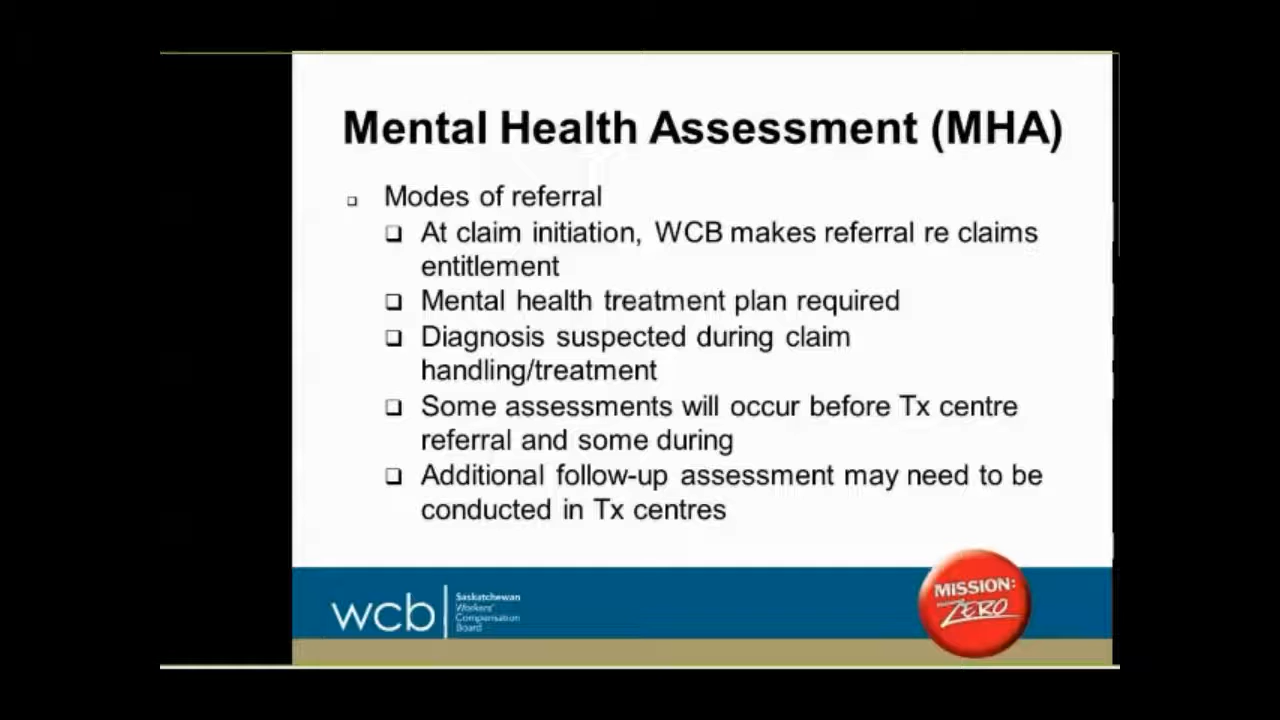 Mental Health Assessment (MHA)
Modes of referral
At claim initiation, WCB makes referral re claims
entitlement
Mental health treatment plan required
Diagnosis suspected during claim
handling/treatment
Some assessments will occur before Tx centre
referral and some during
Additional follow-up assessment may need to be
conducted in Tx centres
wcb
Saskatchewan
Workers'
Compensation
Board
MISSION:
ZERO